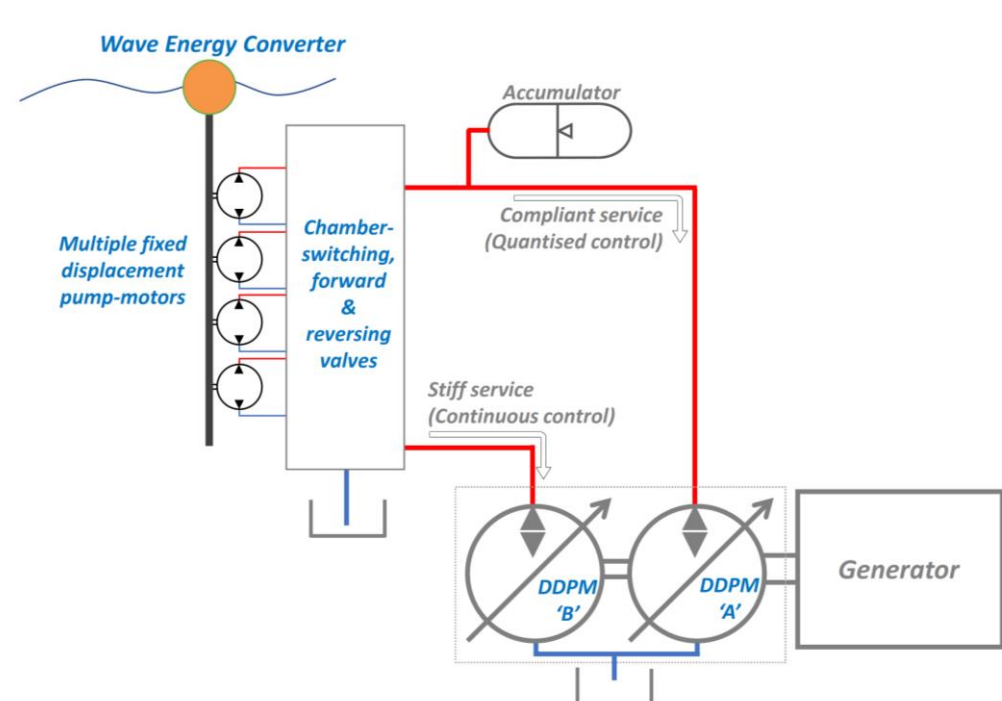 Wave Energy Converter
Accumulator
Compliant service
(Quantised control)
Chamber-
switching,
forward
&
reversing
valves
Multiple fixed
displacement
pump-motors
Stiff service
(Continuous control)
DDPM
‘B’
DDPM
‘A’
Generator